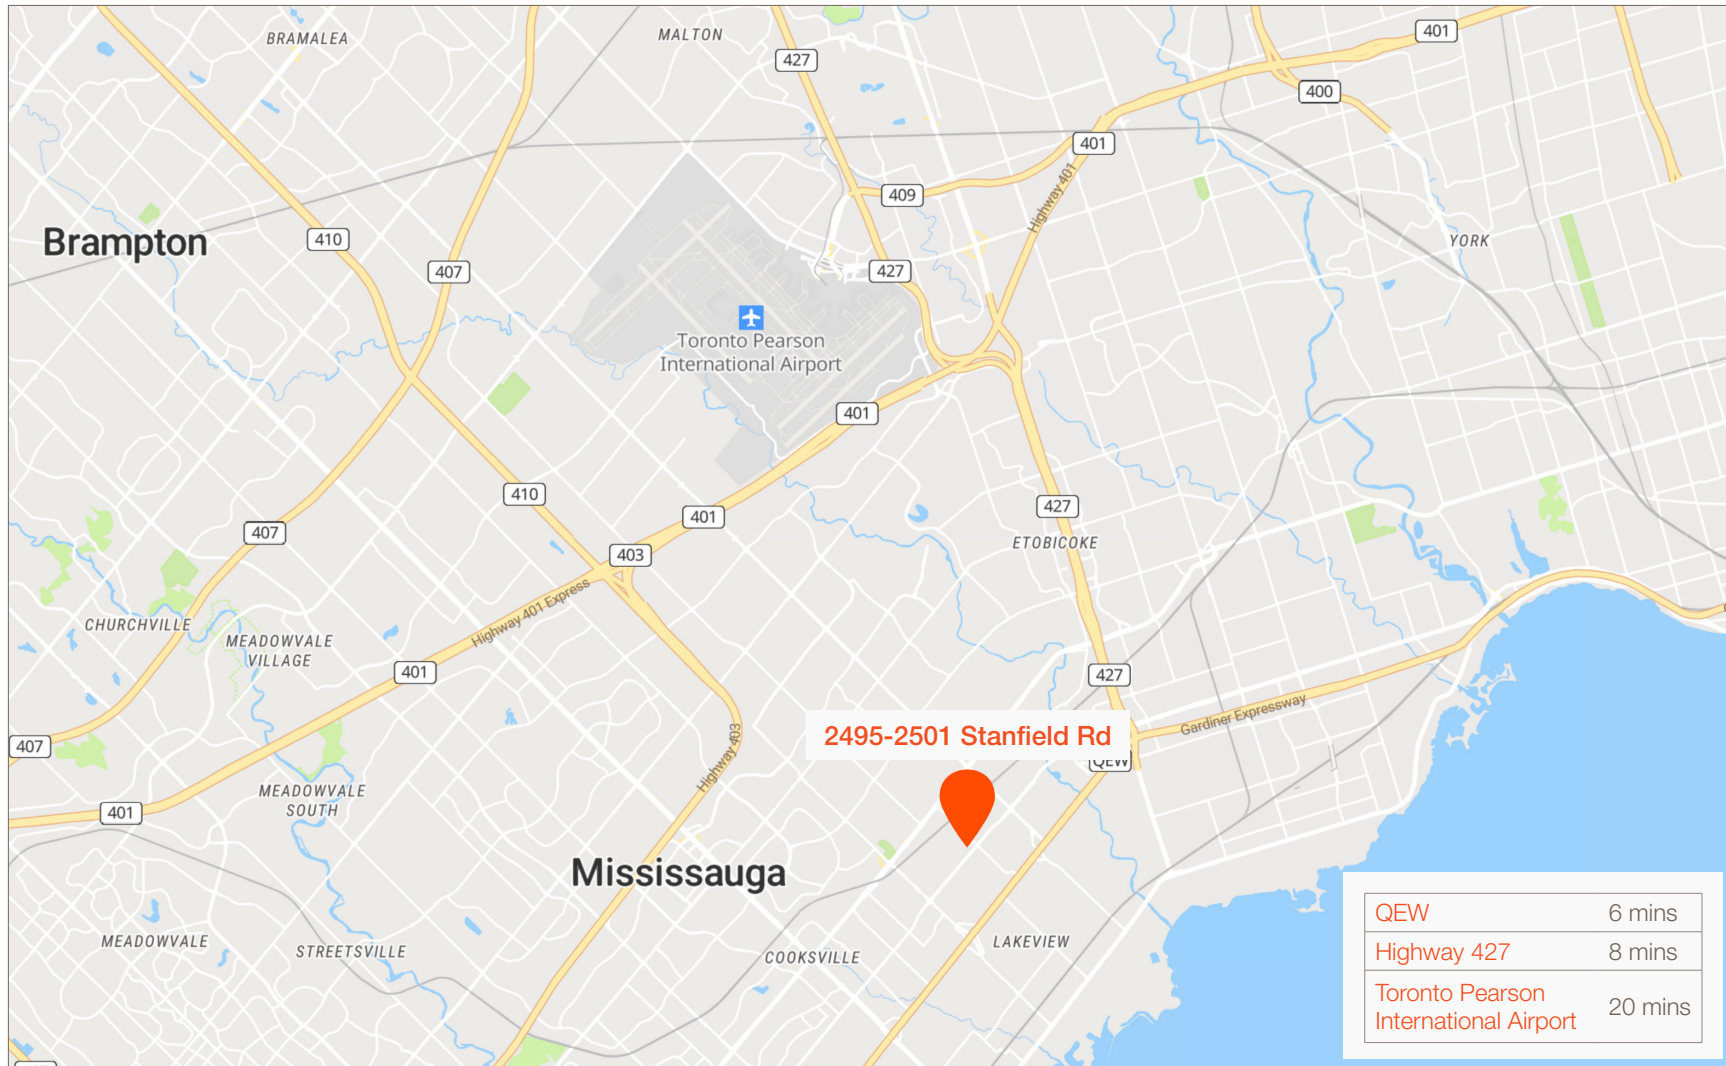 BRAMALEA
MALTON
401
427
400
401
409
Highway 401
Brampton
410
YORK
407
427
Toronto Pearson
International Airport
401
410
427
401
407
ETOBICOKE
403
Highway 401 Express
CHURCHVILLE
MEADOWVALE
VILLAGE
401
427
Gardiner Expressway
2495-2501 Stanfield Rd
407
Highway 403
QEW
MEADOWVALE
SOUTH
401
Mississauga
QEW 6 mins
MEADOWVALE
STREETSVILLE
COOKSVILLE
LAKEVIEW
Highway 427 8 mins
Toronto Pearson
International Airport 20 mins